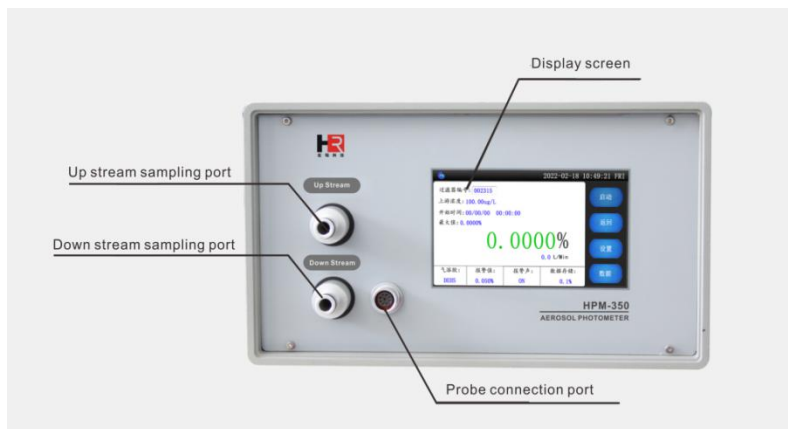 Display screen
HR
Up stream sampling port
Up Stream
Down stream sampling port
Down Stream
2022-02-18 10:49:21 FRI
过滤器编号: 002315
上游浓度: 100.00ug/L
开始时间: 00/00/00 00:00:00
最大值: 0.0000%
0.0000%
0.0 L/Min
启动
返回
设置
数据
气溶胶: 报警值: 报警声: 数据存储:
DOP5 0.010% ON 0.1%
HPM-350
AEROSOL PHOTOMETER
Probe connection port